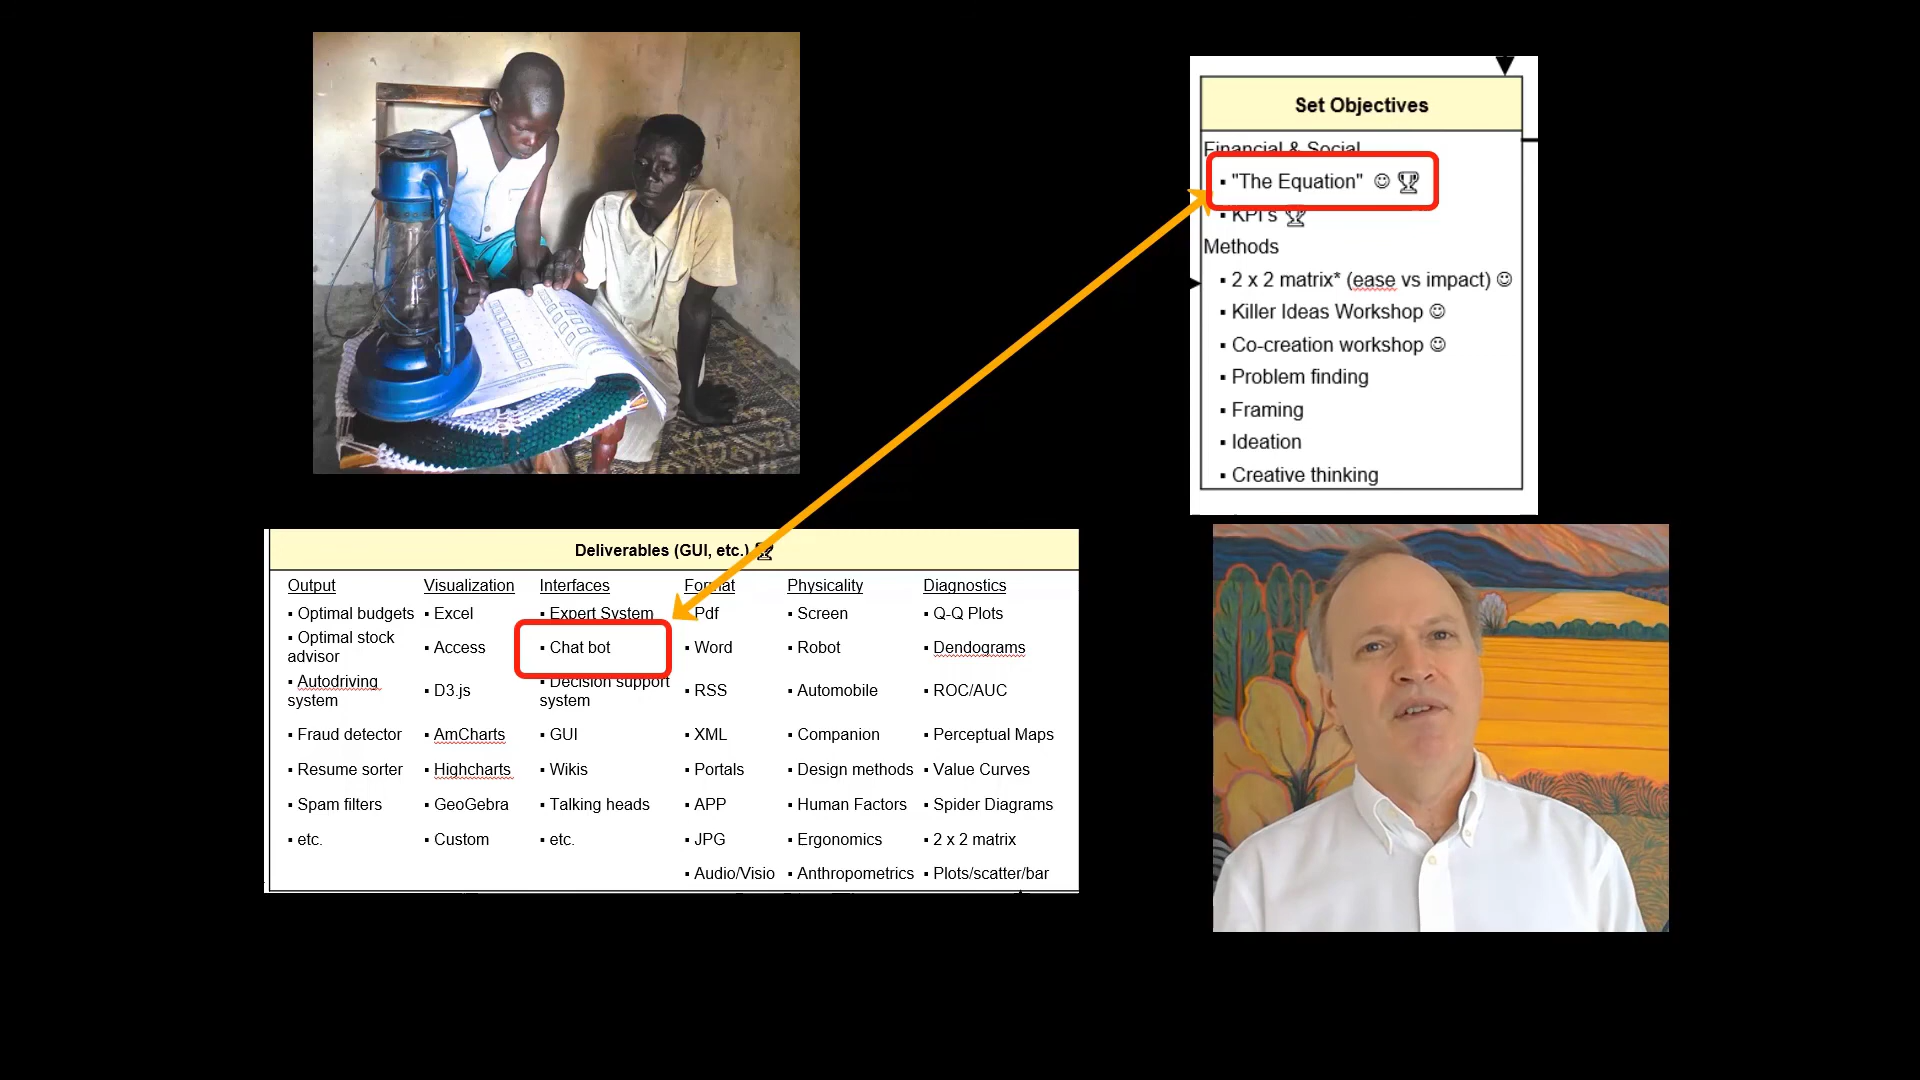 Set Objectives
Financial & Social
▪ "The Equation" ☺ 🏆
▪ KPI's 🏆
Methods
▪ 2 x 2 matrix* (ease vs impact) ☺
▪ Killer Ideas Workshop ☺
▪ Co-creation workshop ☺
▪ Problem finding
▪ Framing
▪ Ideation
▪ Creative thinking
Deliverables (GUI, etc.) 🏆
Output Visualization Interfaces Format Physicality Diagnostics
▪ Optimal budgets ▪ Excel ▪ Expert System ▪ Pdf ▪ Screen ▪ Q-Q Plots
▪ Optimal stock
advisor ▪ Access ▪ Chat bot ▪ Word ▪ Robot ▪ Dendograms
▪ Autodriving
system ▪ D3.js ▪ Decision support
system ▪ RSS ▪ Automobile ▪ ROC/AUC
▪ Fraud detector ▪ AmCharts ▪ GUI ▪ XML ▪ Companion ▪ Perceptual Maps
▪ Resume sorter ▪ Highcharts ▪ Wikis ▪ Portals ▪ Design methods ▪ Value Curves
▪ Spam filters ▪ GeoGebra ▪ Talking heads ▪ APP ▪ Human Factors ▪ Spider Diagrams
▪ etc. ▪ Custom ▪ etc. ▪ JPG ▪ Ergonomics ▪ 2 x 2 matrix
▪ Audio/Visio ▪ Anthropometrics ▪ Plots/scatter/bar